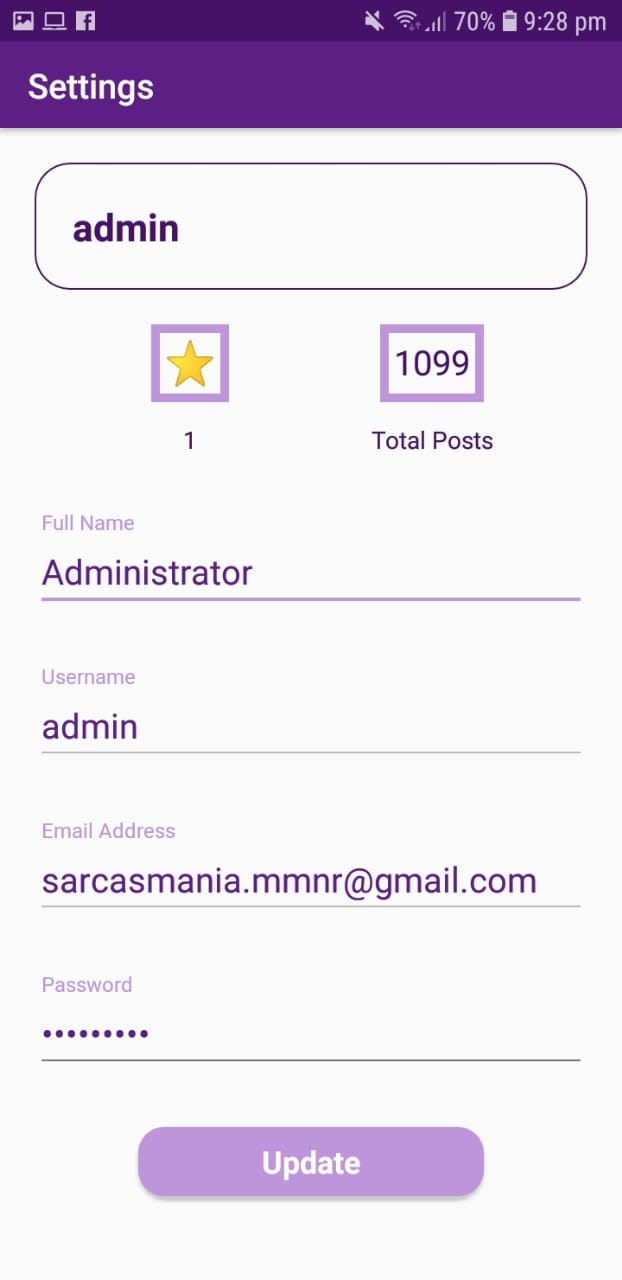 70% 9:28 pm
Settings
admin
1099
1
Total Posts
Full Name
Administrator
Username
admin
Email Address
sarcasmania.mmnr@gmail.com
Password
•••••••••
Update